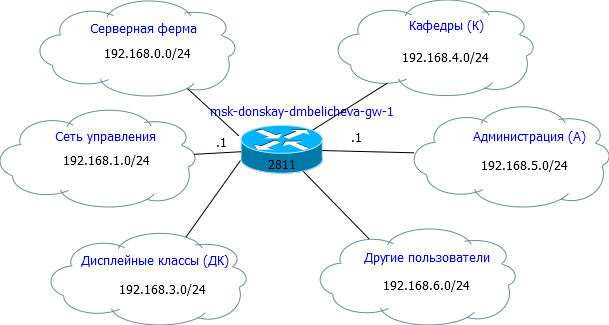 Серверная ферма
192.168.0.0/24
Кафедры (К)
192.168.4.0/24
msk-donskay-dmbelicheva-gw-1
Сеть управления
192.168.1.0/24
.1
2811
.1
Администрация (А)
192.168.5.0/24
Дисплейные классы (ДК)
192.168.3.0/24
Другие пользователи
192.168.6.0/24